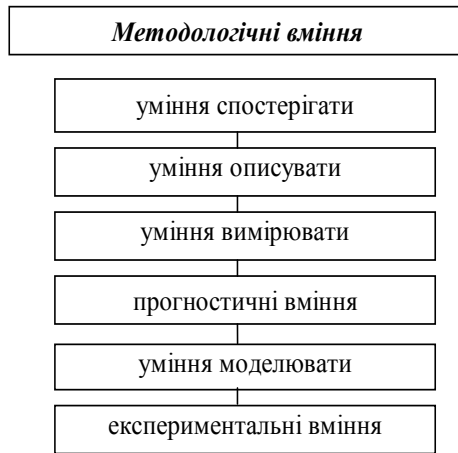 Методологічні вміння
уміння спостерігати
уміння описувати
уміння вимірювати
прогностичні вміння
уміння моделювати
експериментальні вміння